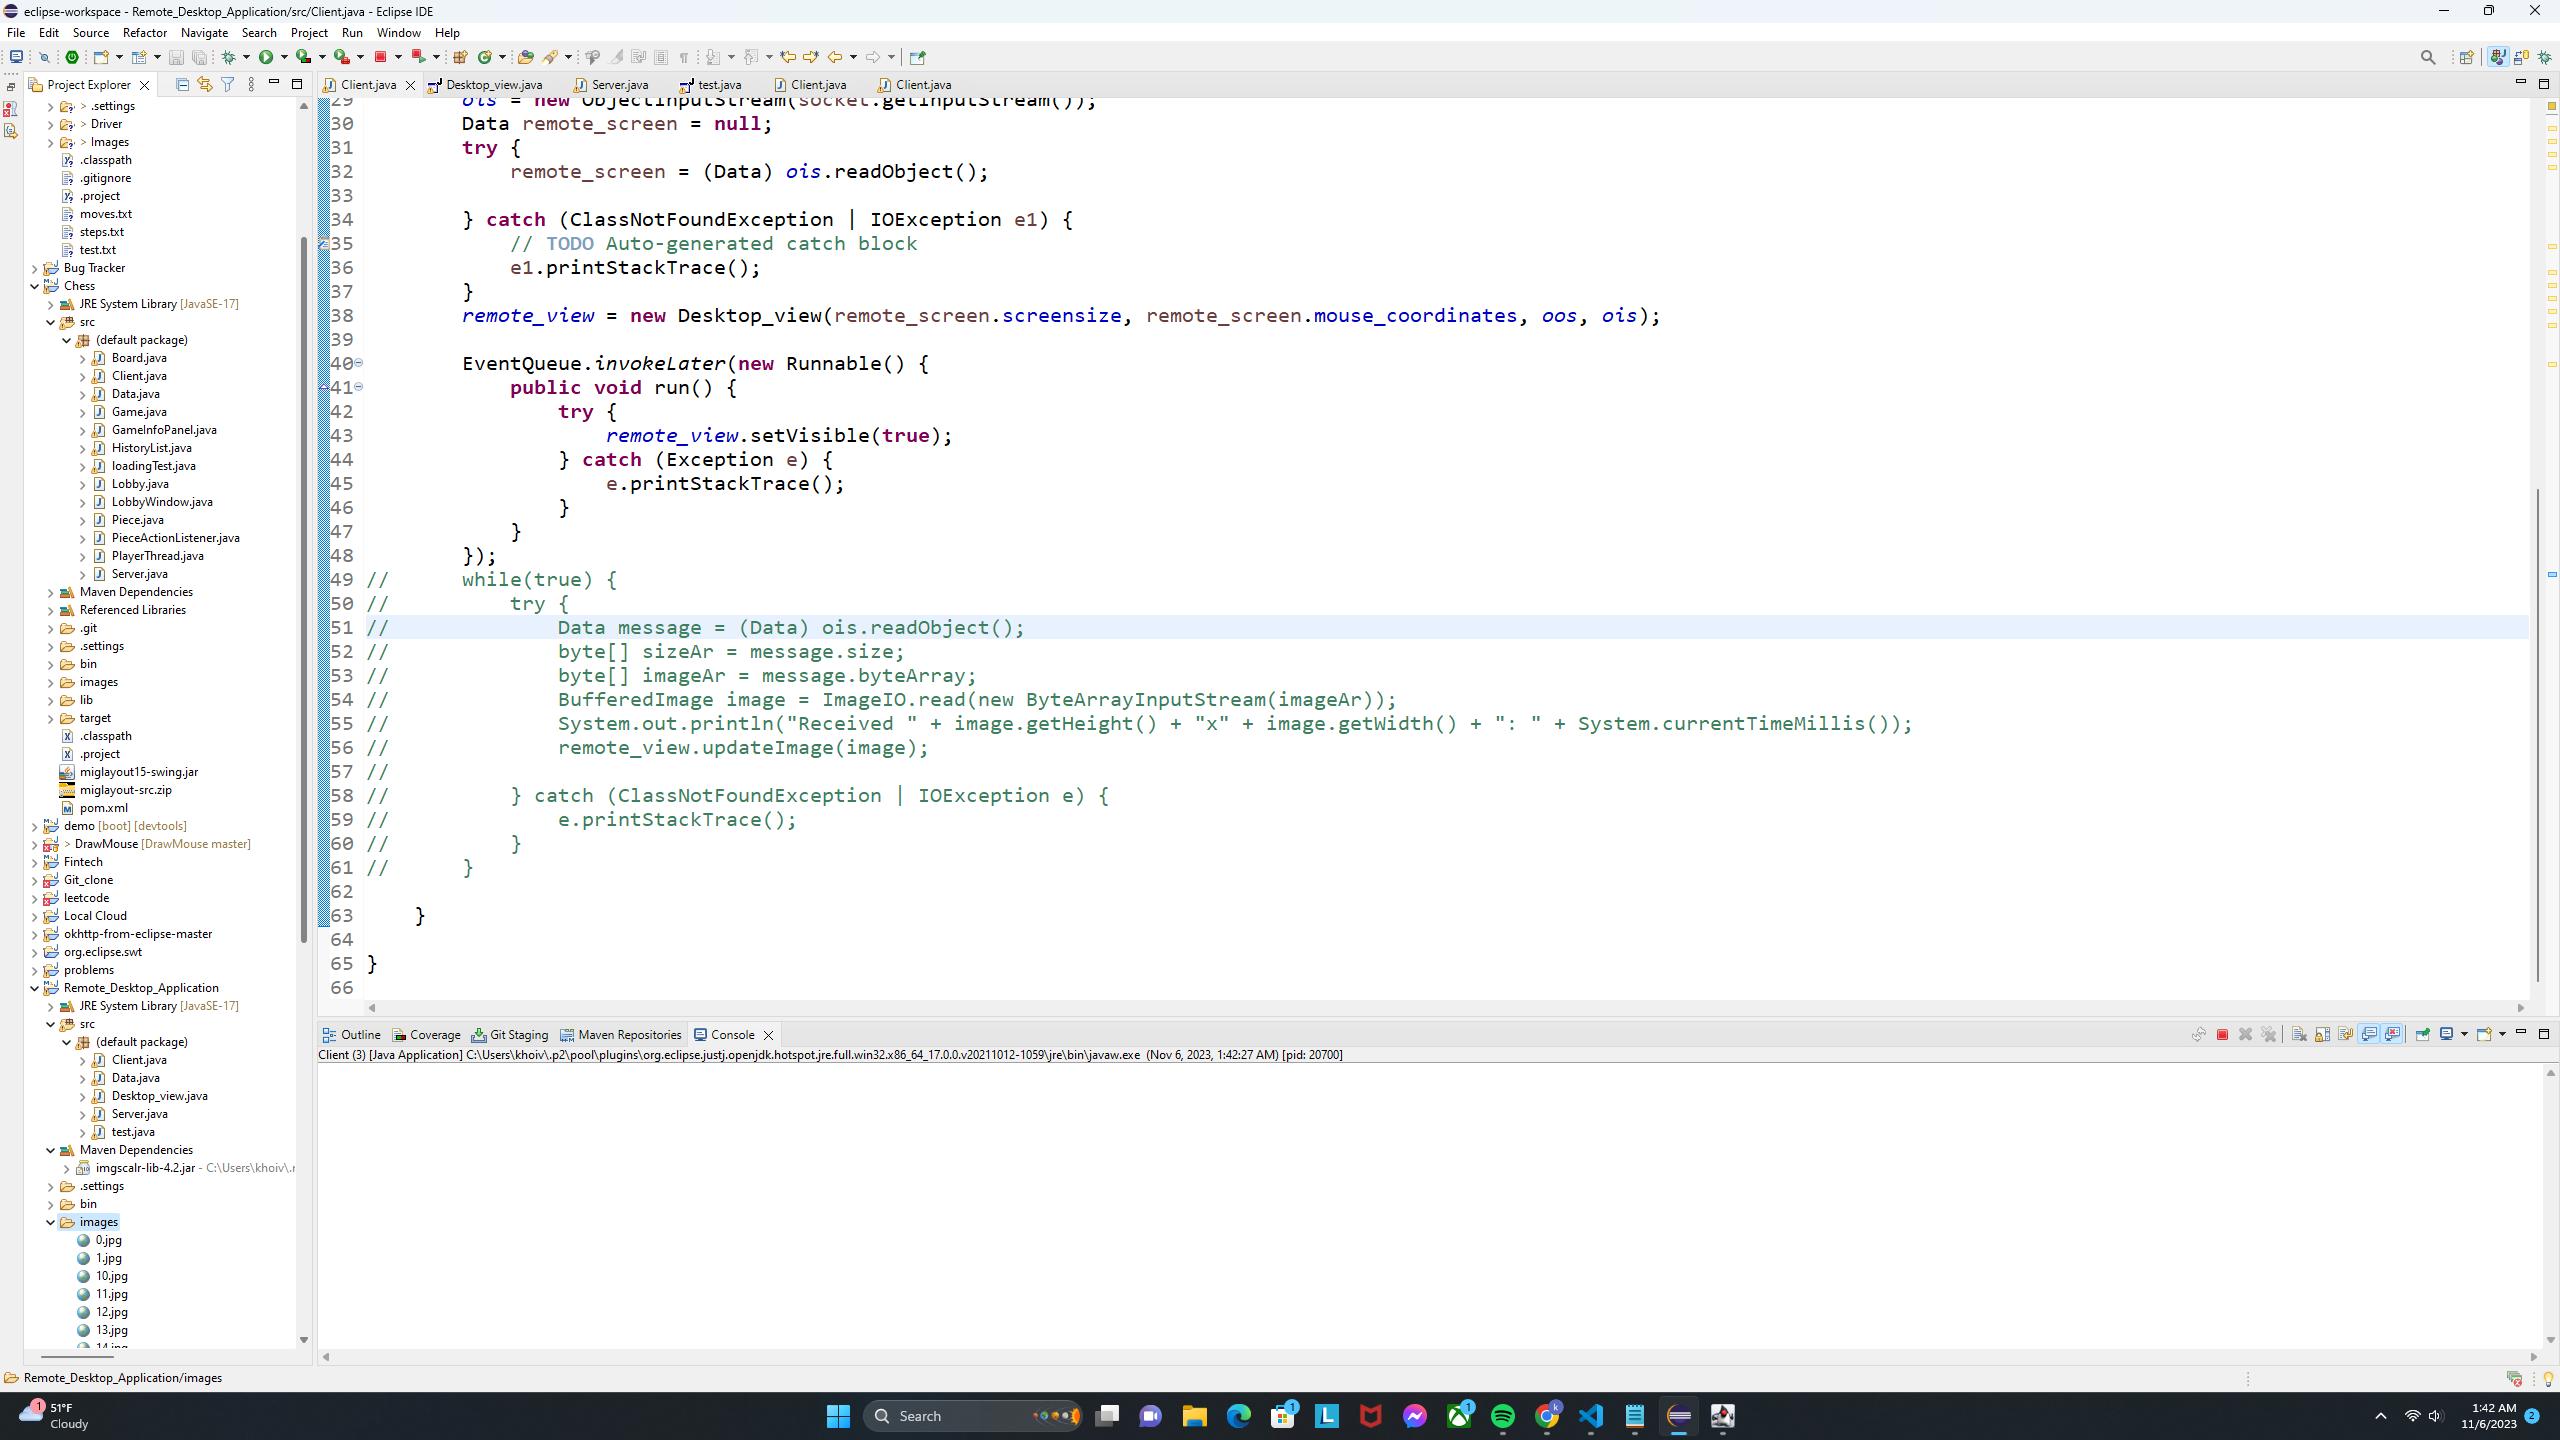 eclipse-workspace - Remote_Desktop_Application/src/Client.java - Eclipse IDE
File Edit Source Refactor Navigate Search Project Run Window Help
Project Explorer
Client.java Desktop_view.java Server.java test.java Client.java Client.java
> .settings
> Driver
> Images
.classpath
.gitignore
.project
moves.txt
steps.txt
test.txt
Bug Tracker
Chess
JRE System Library [JavaSE-17]
src
(default package)
Board.java
Client.java
Data.java
Game.java
GameInfoPanel.java
HistoryList.java
loadingTest.java
Lobby.java
LobbyWindow.java
Piece.java
PieceActionListener.java
PlayerThread.java
Server.java
Maven Dependencies
Referenced Libraries
.git
.settings
bin
images
lib
target
.classpath
.project
miglayout15-swing.jar
miglayout-src.zip
pom.xml
demo [boot] [devtools]
> DrawMouse [DrawMouse master]
Fintech
Git_clone
leetcode
Local Cloud
okhttp-from-eclipse-master
org.eclipse.swt
problems
Remote_Desktop_Application
JRE System Library [JavaSE-17]
src
(default package)
Client.java
Data.java
Desktop_view.java
Server.java
test.java
Maven Dependencies
imgscalr-lib-4.2.jar - C:\Users\khoiv\.r
.settings
bin
images
0.jpg
1.jpg
10.jpg
11.jpg
12.jpg
13.jpg
14.jpg
29 ois = new ObjectInputStream(socket.getInputStream());
30 Data remote_screen = null;
31 try {
32 remote_screen = (Data) ois.readObject();
33
34 } catch (ClassNotFoundException | IOException e1) {
35 // TODO Auto-generated catch block
36 e1.printStackTrace();
37 }
38 remote_view = new Desktop_view(remote_screen.screensize, remote_screen.mouse_coordinates, oos, ois);
39
40 EventQueue.invokeLater(new Runnable() {
41 public void run() {
42 try {
43 remote_view.setVisible(true);
44 } catch (Exception e) {
45 e.printStackTrace();
46 }
47 }
48 });
49 // while(true) {
50 // try {
51 // Data message = (Data) ois.readObject();
52 // byte[] sizeAr = message.size;
53 // byte[] imageAr = message.byteArray;
54 // BufferedImage image = ImageIO.read(new ByteArrayInputStream(imageAr));
55 // System.out.println("Received " + image.getHeight() + "x" + image.getWidth() + ": " + System.currentTimeMillis());
56 // remote_view.updateImage(image);
57 //
58 // } catch (ClassNotFoundException | IOException e) {
59 // e.printStackTrace();
60 // }
61 // }
62
63 }
64
65 }
66
Outline Coverage Git Staging Maven Repositories Console
Client (3) [Java Application] C:\Users\khoiv\.p2\pool\plugins\org.eclipse.justj.openjdk.hotspot.jre.full.win32.x86_64_17.0.0.v20211012-1059\jre\bin\javaw.exe (Nov 6, 2023, 1:42:27 AM) [pid: 20700]
Remote_Desktop_Application/images
1
51°F
Cloudy
Search
1
1
1:42 AM
11/6/2023
2